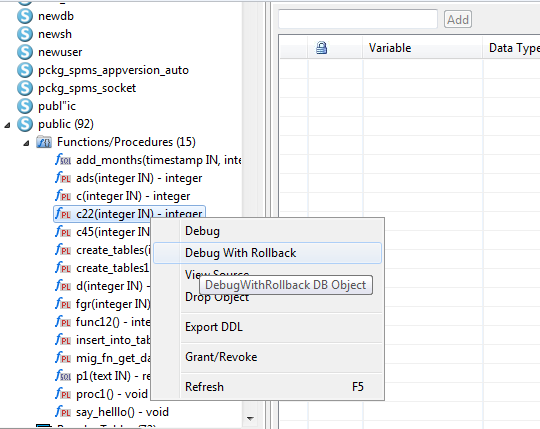 newdb
newsh
newuser
pckg_spms_appversion_auto
pckg_spms_socket
publ"ic
public (92)
Functions/Procedures (15)
add_months(timestamp IN, inte
ads(integer IN) - integer
c(integer IN) - integer
c22(integer IN) - integer
c45(integer IN)
create_tables(i
create_tables1
d(integer IN) -
fgr(integer IN)
func12() - integ
insert_into_tab
mig_fn_get_da
p1(text IN) - re
proc1() - void
say_helllo() - void
Add
Variable
Data Type
Debug
Debug With Rollback
View Source
DebugWithRollback DB Object
Drop Object
Export DDL
Grant/Revoke
Refresh F5